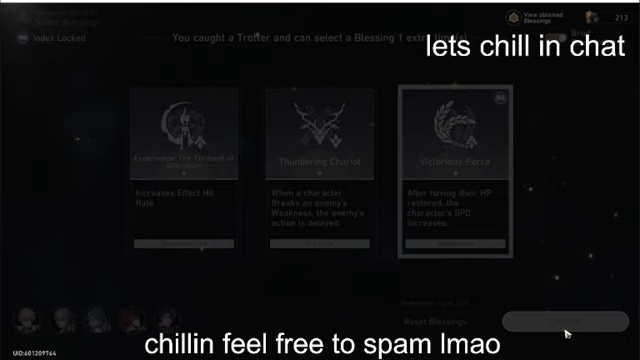 View obtained
Blessings
213
Index Locked
You caught a Trotter and can select a Blessing 1 extra time(s)
lets chill in chat
Experience: The Torment of
Alienation
Thundering Chariot
Victorious Force
Increases Effect Hit
Rate.
When a character
Breaks an enemy's
Weakness, the enemy's
action is delayed.
After having their HP
restored, the
character's SPD
increases.
Reset Blessings
chillin feel free to spam lmao
UID:601209764